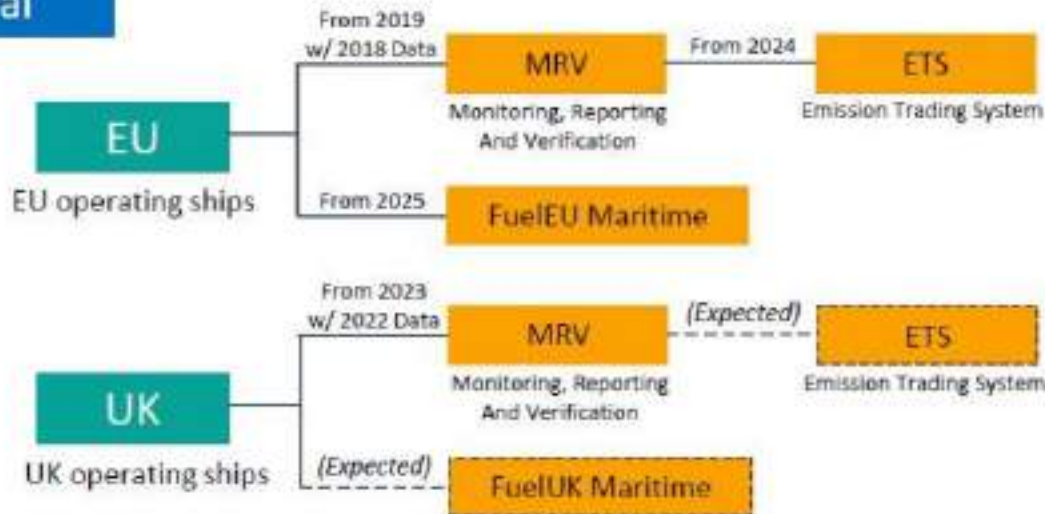 From 2019
w/ 2018 Data
MRV
From 2024
ETS
Monitoring, Reporting
And Verification
Emission Trading System
EU
EU operating ships
From 2025
FuelEU Maritime
From 2023
w/ 2022 Data
MRV
(Expected)
ETS
Monitoring, Reporting
And Verification
Emission Trading System
UK
UK operating ships
(Expected)
FuelUK Maritime